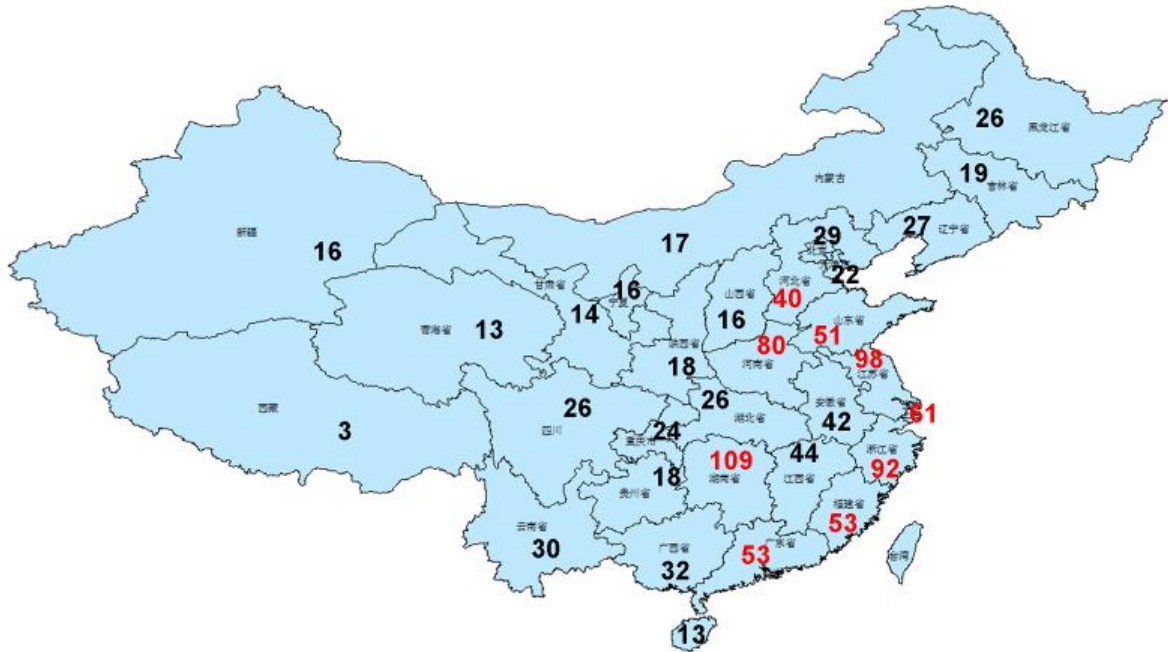 26
黑龙江省
19
吉林省
内蒙古
27
辽宁省
29
新疆
16
17
22
甘肃省
16
宁夏
山西省
河北省
40
14
16
山东省
51
青海省
13
陕西省
80
河南省
98
江苏省
18
西藏
3
26
四川
26
湖北省
安徽省
42
61
24
重庆市
109
湖南省
44
江西省
浙江省
92
18
贵州省
福建省
53
云南省
30
广西省
32
53
广东省
台湾
13